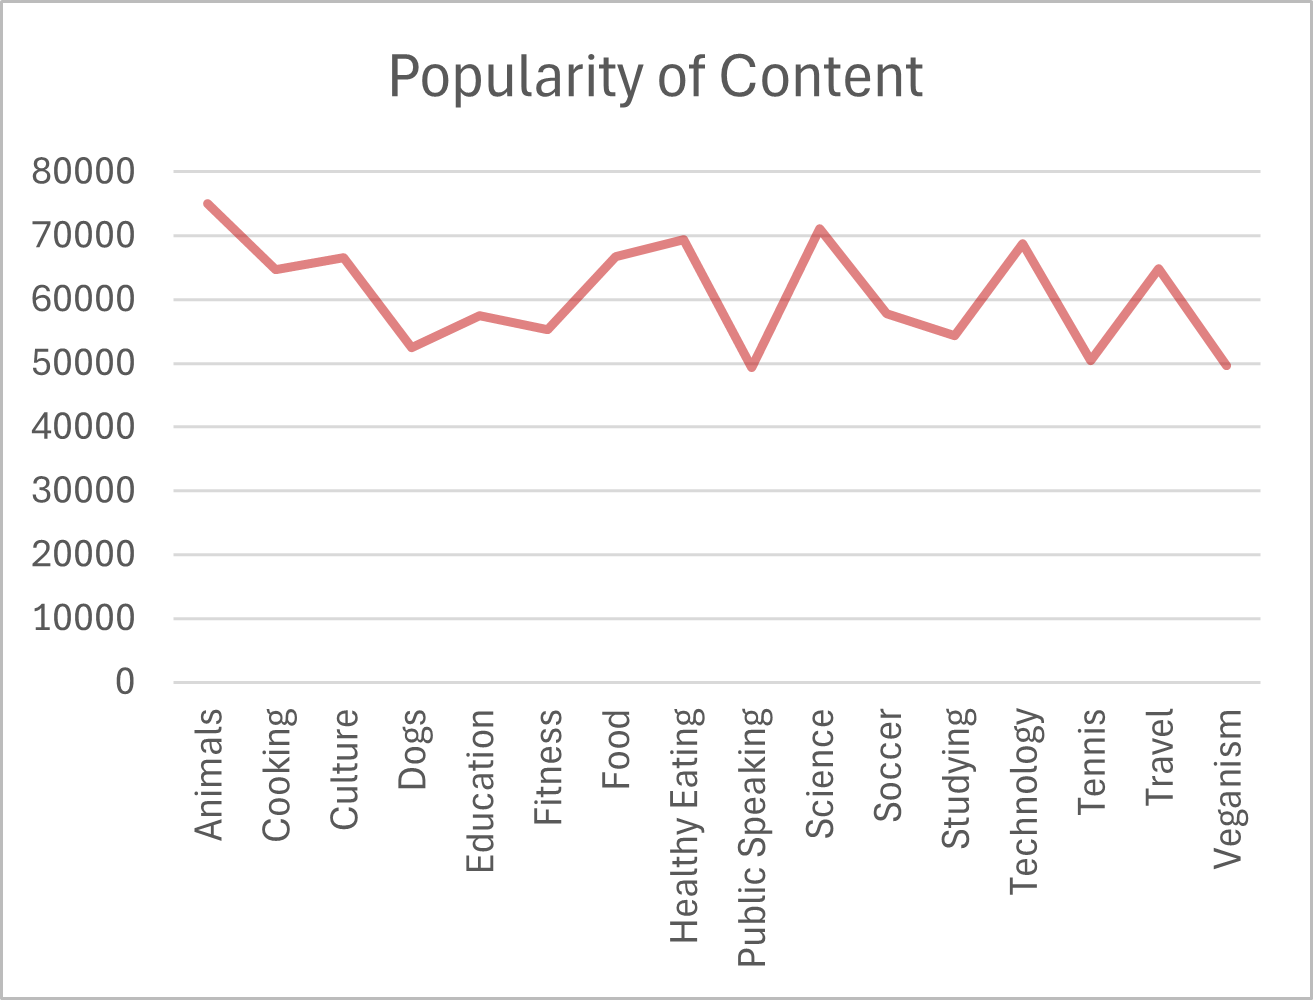 Popularity of Content
80000
70000
60000
50000
40000
30000
20000
10000
0
Animals
Cooking
Culture
Dogs
Education
Fitness
Food
Healthy Eating
Public Speaking
Science
Soccer
Studying
Technology
Tennis
Travel
Veganism